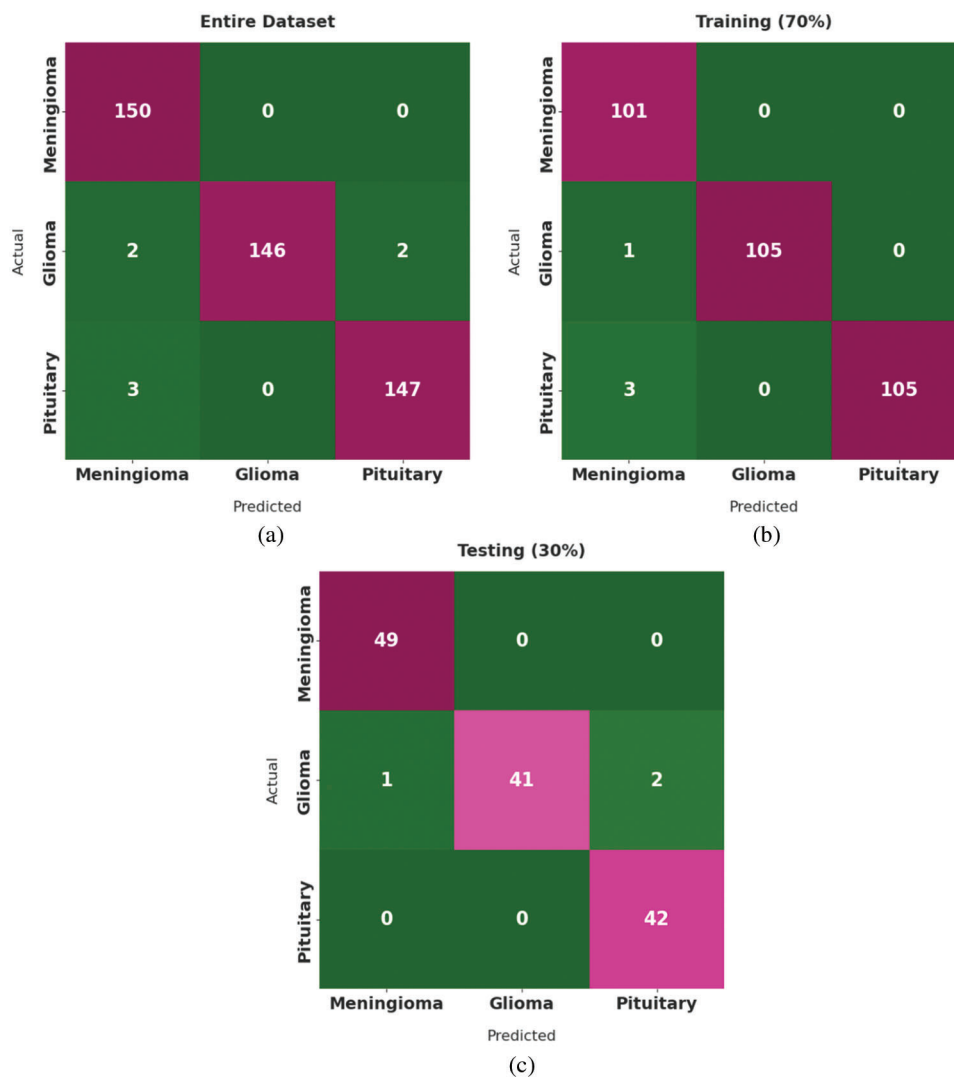 Entire Dataset
Meningioma
150 0 0
Actual
Glioma
2 146 2
Pituitary
3 0 147
Meningioma Glioma Pituitary
Predicted
(a)
Training (70%)
Meningioma
101 0 0
Actual
Glioma
1 105 0
Pituitary
3 0 105
Meningioma Glioma Pituitary
Predicted
(b)
Testing (30%)
Meningioma
49 0 0
Actual
Glioma
1 41 2
Pituitary
0 0 42
Meningioma Glioma Pituitary
Predicted
(c)